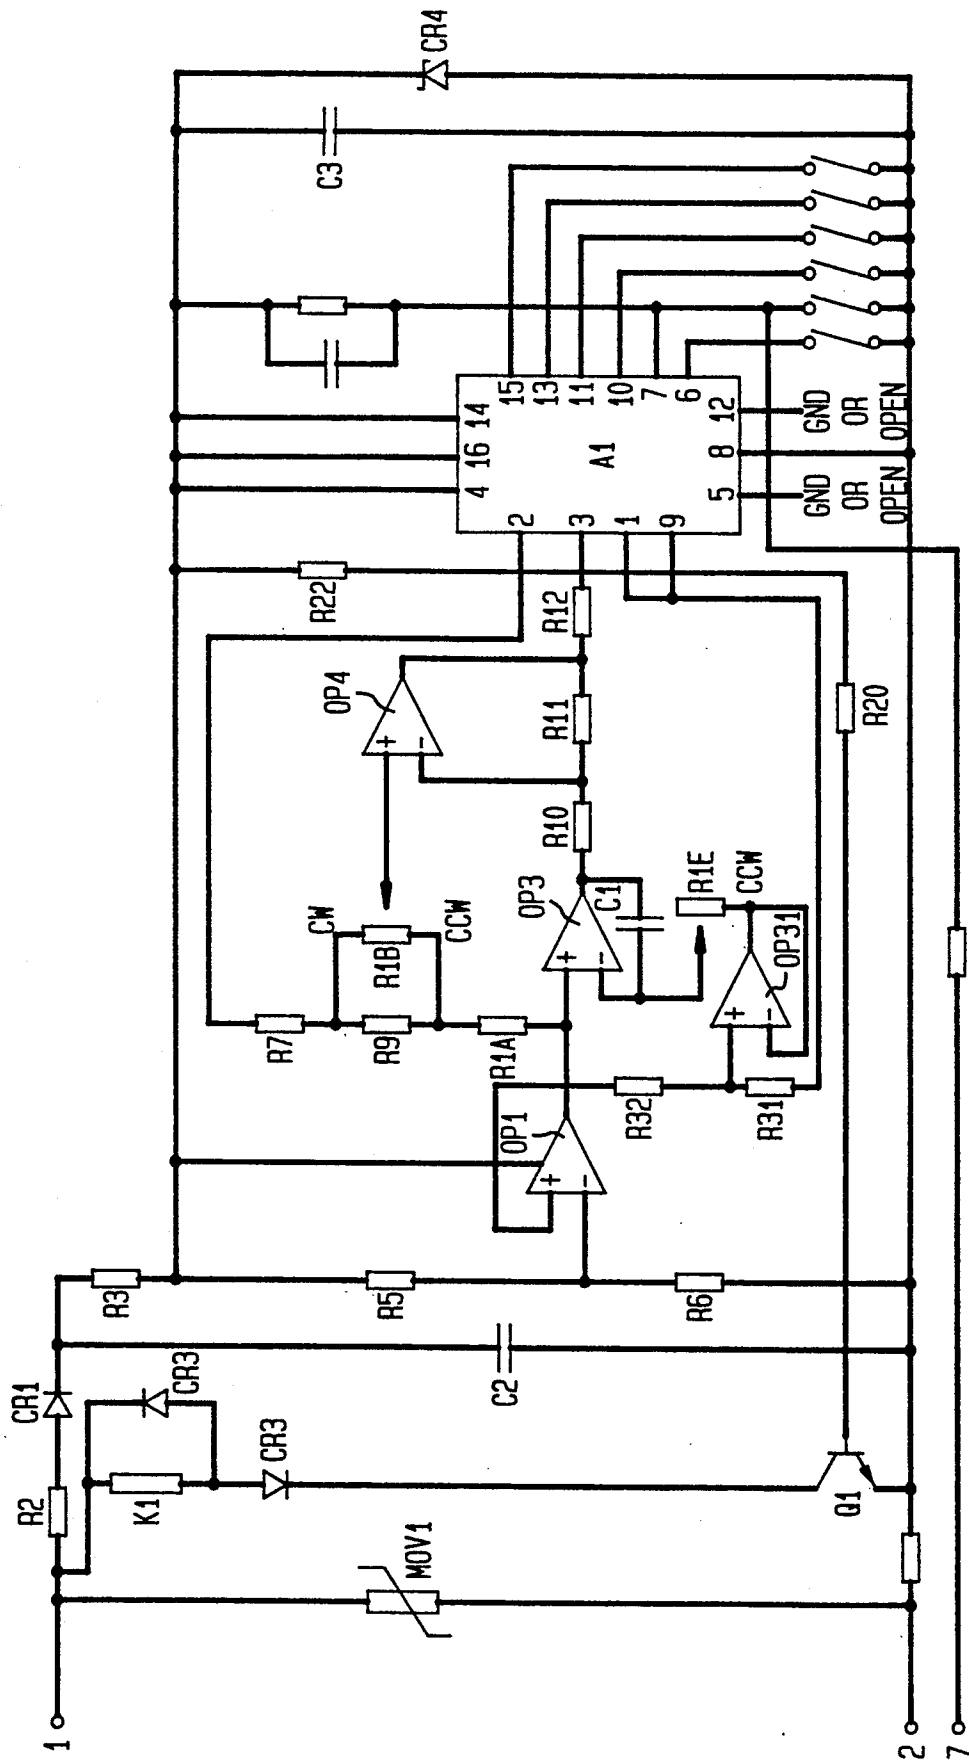 1
2
7
R2
CR1
K1
CR3
CR3
MOV1
Q1
C2
R3
R5
R6
OP1
+
-
R7
R9
R1A
R1B
CW
CCW
R32
R31
OP3
+
-
C1
R1E
CCW
OP31
+
-
R10
R11
R12
OP4
+
-
R22
R20
A1
2
3
1
9
4
16
14
15
13
11
10
7
6
5
8
12
GND
OR
OPEN
GND
OR
OPEN
C3
CR4